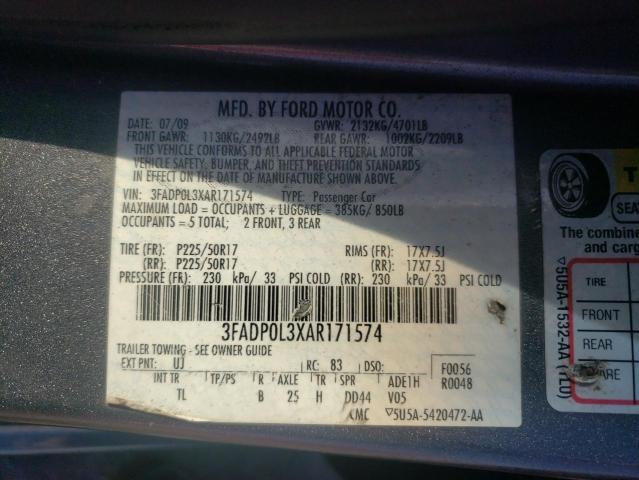 MFD. BY FORD MOTOR CO.
DATE: 07/09 GVWR: 2132KG/4701LB
FRONT GAWR: 1130KG/2492LB REAR GAWR: 1002KG/2209LB
THIS VEHICLE CONFORMS TO ALL APPLICABLE FEDERAL MOTOR
VEHICLE SAFETY, BUMPER, AND THEFT PREVENTION STANDARDS
IN EFFECT ON THE DATE OF MANUFACTURE SHOWN ABOVE.
VIN: 3FADP0L3XAR171574 TYPE: Passenger Car
MAXIMUM LOAD = OCCUPANTS + LUGGAGE = 385KG/ 850LB
OCCUPANTS = 5 TOTAL; 2 FRONT, 3 REAR
TIRE (FR): P225/50R17 RIMS (FR): 17X7.5J
(RR): P225/50R17 (RR): 17X7.5J
PRESSURE (FR): 230 kPa/ 33 PSI COLD (RR): 230 kPa/ 33 PSI COLD
3FADP0L3XAR171574
TRAILER TOWING - SEE OWNER GUIDE
EXT PNT: UJ RC: 83 DSO: F0056
INT TR TP/PS R AXLE TR SPR ADE1H R0048
TL B 25 H DD44 V05
CMC ▽5U5A-5420472-AA
T
The combine
and carg
TIRE
FRONT
REAR
▽5U5A-1532-AA (1L0)